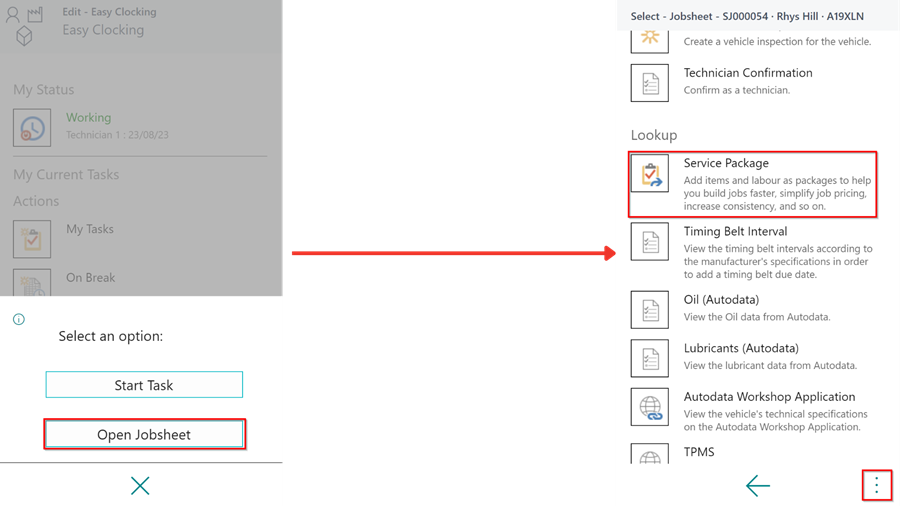 Edit - Easy Clocking
Easy Clocking
My Status
Working
Technician 1 : 23/08/23
My Current Tasks
Actions
My Tasks
On Break
Select an option:
Start Task
Open Jobsheet
Select - Jobsheet - SJ000054 · Rhys Hill · A19XLN
Create a vehicle inspection for the vehicle.
Technician Confirmation
Confirm as a technician.
Lookup
Service Package
Add items and labour as packages to help
you build jobs faster, simplify job pricing,
increase consistency, and so on.
Timing Belt Interval
View the timing belt intervals according to
the manufacturer's specifications in order
to add a timing belt due date.
Oil (Autodata)
View the Oil data from Autodata.
Lubricants (Autodata)
View the lubricant data from Autodata.
Autodata Workshop Application
View the vehicle's technical specifications
on the Autodata Workshop Application.
TPMS